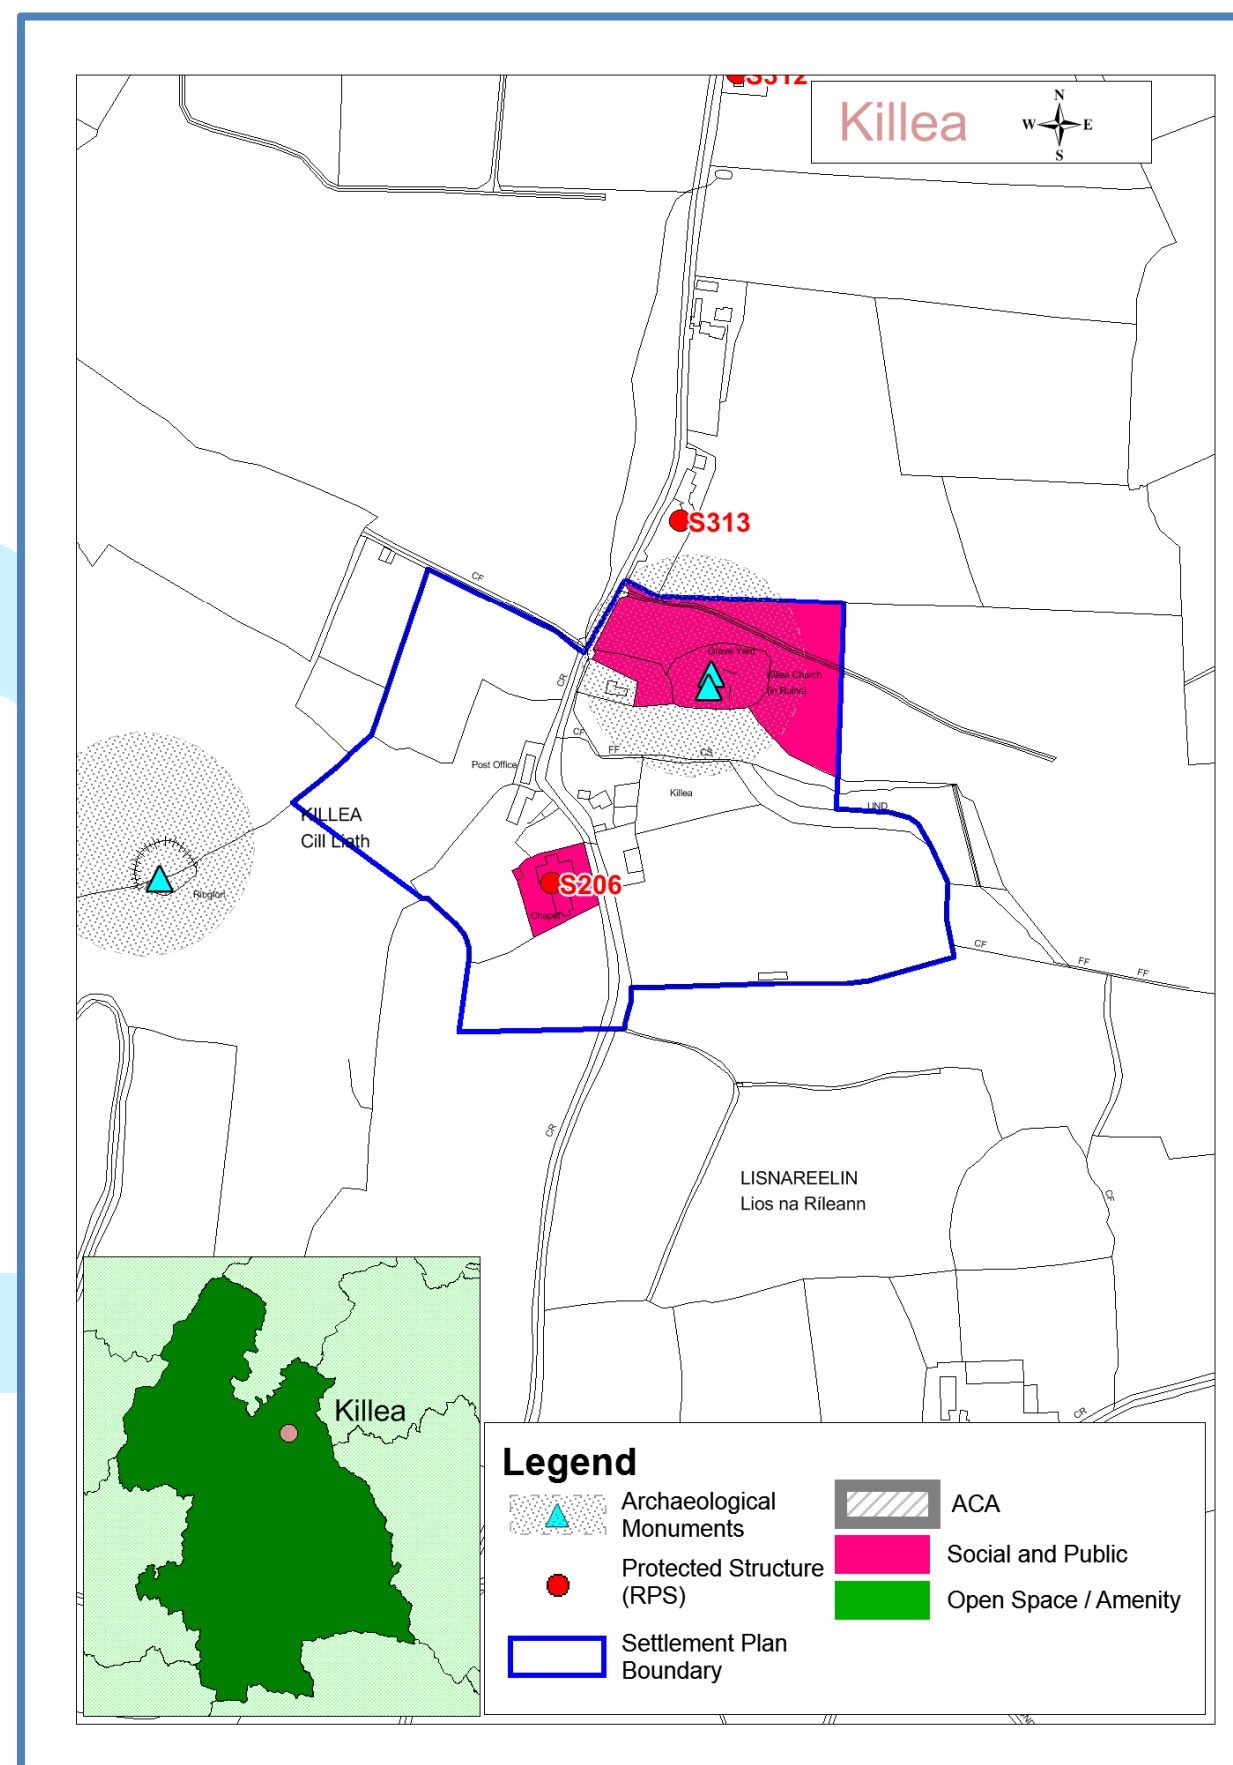 S312
Killea
N
W E
S
S313
CF
Grave Yard
Killea Church
(in Ruins)
CR
CF
FF
CS
Post Office
Killea
UND
KILLEA
Cill Liath
Ringfort
S206
Chapel
CF
FF
FF
CR
LISNAREELIN
Lios na Ríleann
CF
CR
Killea
Legend
Archaeological
Monuments
Protected Structure
(RPS)
Settlement Plan
Boundary
ACA
Social and Public
Open Space / Amenity